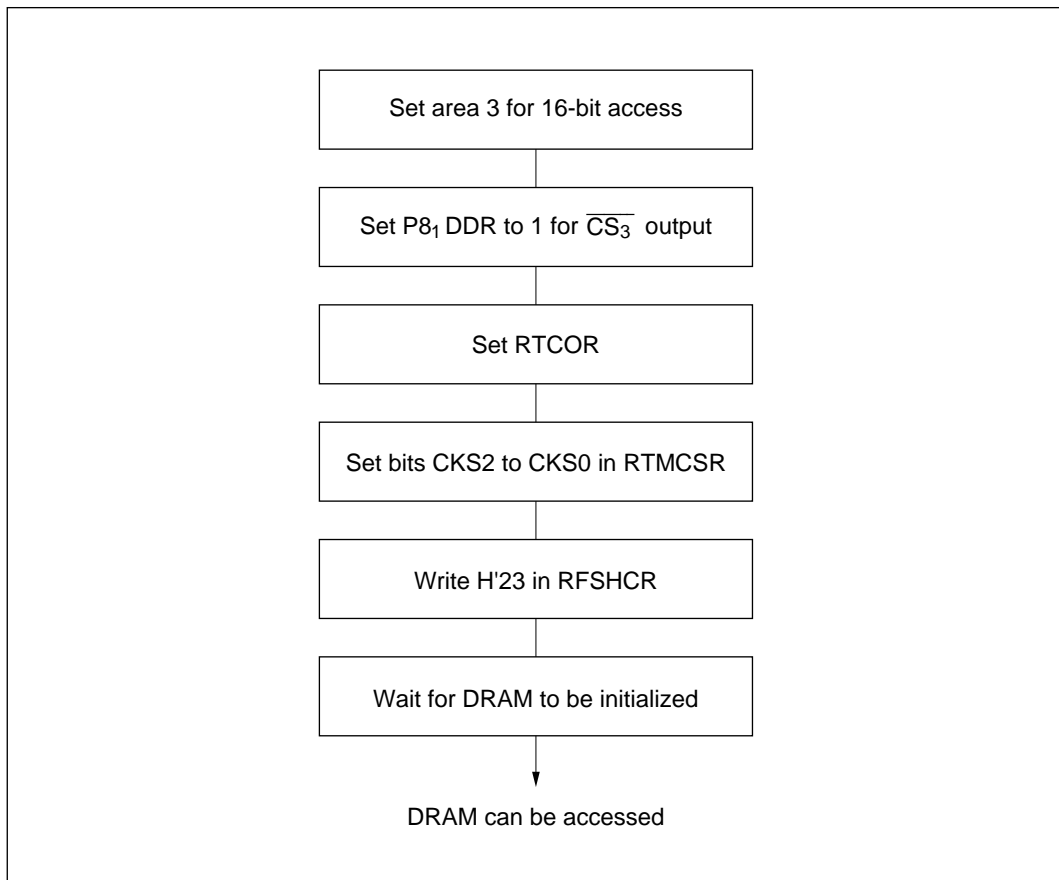 Set area 3 for 16-bit access
Set P8₁ DDR to 1 for C̅S̅₃̅ output
Set RTCOR
Set bits CKS2 to CKS0 in RTMCSR
Write H'23 in RFSHCR
Wait for DRAM to be initialized
DRAM can be accessed